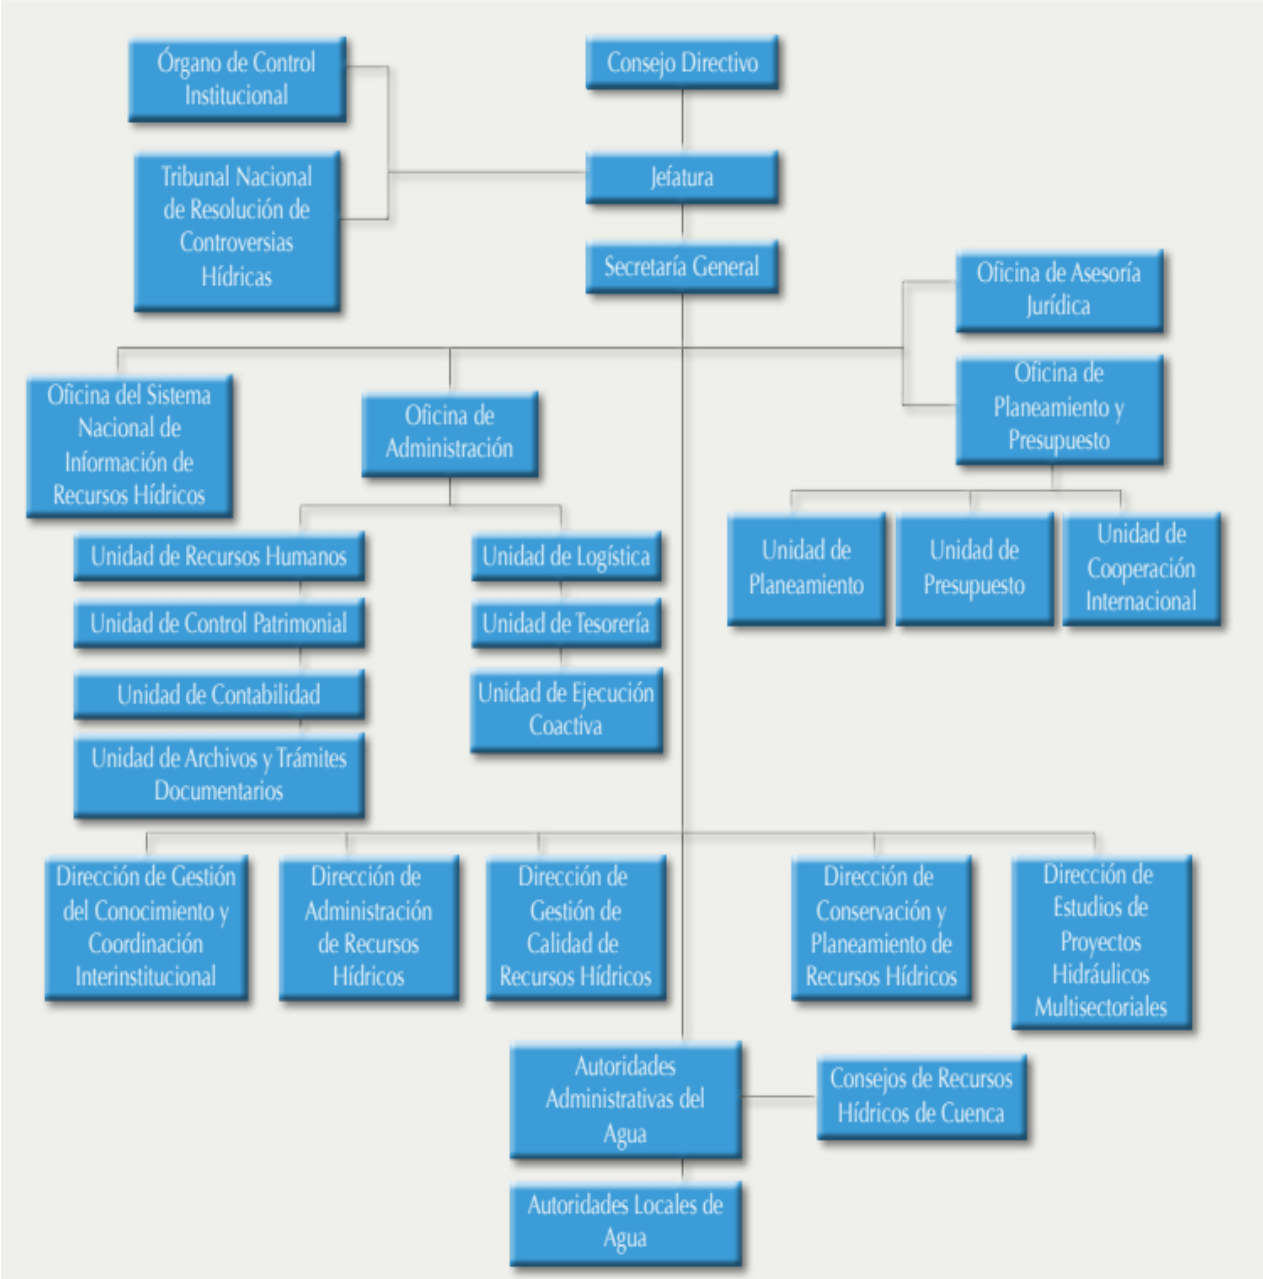 Órgano de Control
Institucional
Consejo Directivo
Tribunal Nacional
de Resolución de
Controversias
Hídricas
Jefatura
Secretaría General
Oficina de Asesoría
Jurídica
Oficina de
Planeamiento y
Presupuesto
Oficina del Sistema
Nacional de
Información de
Recursos Hídricos
Oficina de
Administración
Unidad de Recursos Humanos
Unidad de Control Patrimonial
Unidad de Contabilidad
Unidad de Archivos y Trámites
Documentarios
Unidad de Logística
Unidad de Tesorería
Unidad de Ejecución
Coactiva
Unidad de
Planeamiento
Unidad de
Presupuesto
Unidad de
Cooperación
Internacional
Dirección de Gestión
del Conocimiento y
Coordinación
Interinstitucional
Dirección de
Administración
de Recursos
Hídricos
Dirección de
Gestión de
Calidad de
Recursos Hídricos
Dirección de
Conservación y
Planeamiento de
Recursos Hídricos
Dirección de
Estudios de
Proyectos
Hidráulicos
Multisectoriales
Autoridades
Administrativas del
Agua
Consejos de Recursos
Hídricos de Cuenca
Autoridades Locales de
Agua